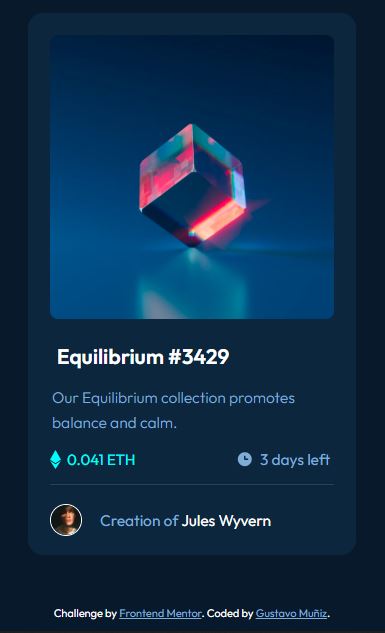 Equilibrium #3429
Our Equilibrium collection promotes
balance and calm.
0.041 ETH 3 days left
Creation of Jules Wyvern
Challenge by Frontend Mentor. Coded by Gustavo Muñiz.